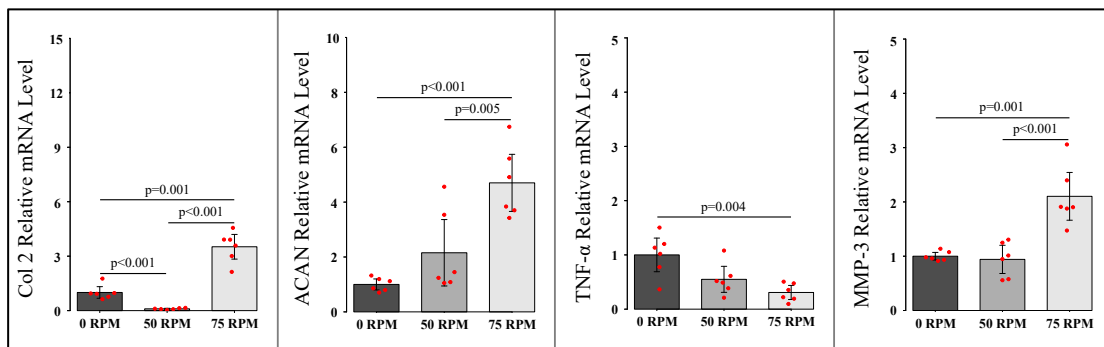 Col 2 Relative mRNA Level
15
12
9
6
3
0
p=0.001
p<0.001
p<0.001
0 RPM 50 RPM 75 RPM
ACAN Relative mRNA Level
10
8
6
4
2
0
p<0.001
p=0.005
0 RPM 50 RPM 75 RPM
TNF-α Relative mRNA Level
5
4
3
2
1
0
p=0.004
0 RPM 50 RPM 75 RPM
MMP-3 Relative mRNA Level
5
4
3
2
1
0
p=0.001
p<0.001
0 RPM 50 RPM 75 RPM